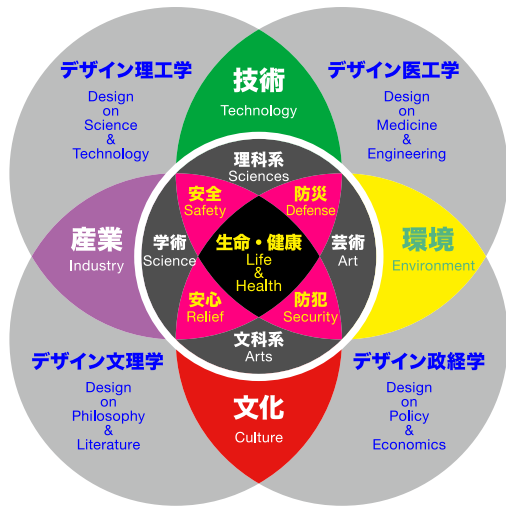 デザイン理工学
Design
on
Science
&
Technology
技術
Technology
デザイン医工学
Design
on
Medicine
&
Engineering
理科系
Sciences
安全
Safety
防災
Defense
産業
Industry
学術
Science
生命・健康
Life
&
Health
芸術
Art
環境
Environment
安心
Relief
防犯
Security
文科系
Arts
デザイン文理学
Design
on
Philosophy
&
Literature
文化
Culture
デザイン政経学
Design
on
Policy
&
Economics